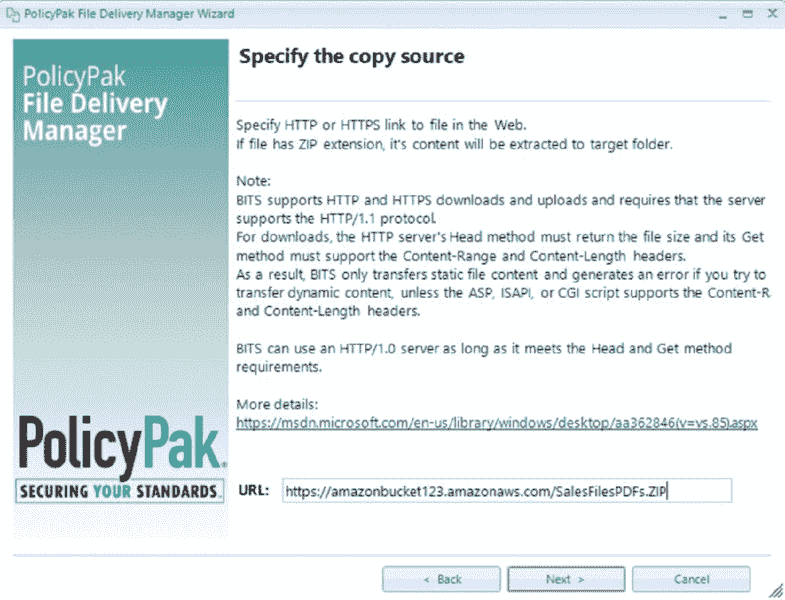 PolicyPak File Delivery Manager Wizard
PolicyPak
File Delivery
Manager
Specify the copy source
Specify HTTP or HTTPS link to file in the Web.
If file has ZIP extension, it's content will be extracted to target folder.
Note:
BITS supports HTTP and HTTPS downloads and uploads and requires that the server
supports the HTTP/1.1 protocol.
For downloads, the HTTP server's Head method must return the file size and its Get
method must support the Content-Range and Content-Length headers.
As a result, BITS only transfers static file content and generates an error if you try to
transfer dynamic content, unless the ASP, ISAPI, or CGI script supports the Content-R
and Content-Length headers.
BITS can use an HTTP/1.0 server as long as it meets the Head and Get method
requirements.
More details:
https://msdn.microsoft.com/en-us/library/windows/desktop/aa362846(v=vs.85).aspx
PolicyPak.
SECURING YOUR STANDARDS.
URL: https://amazonbucket123.amazonaws.com/SalesFilesPDFs.ZIP
< Back Next > Cancel